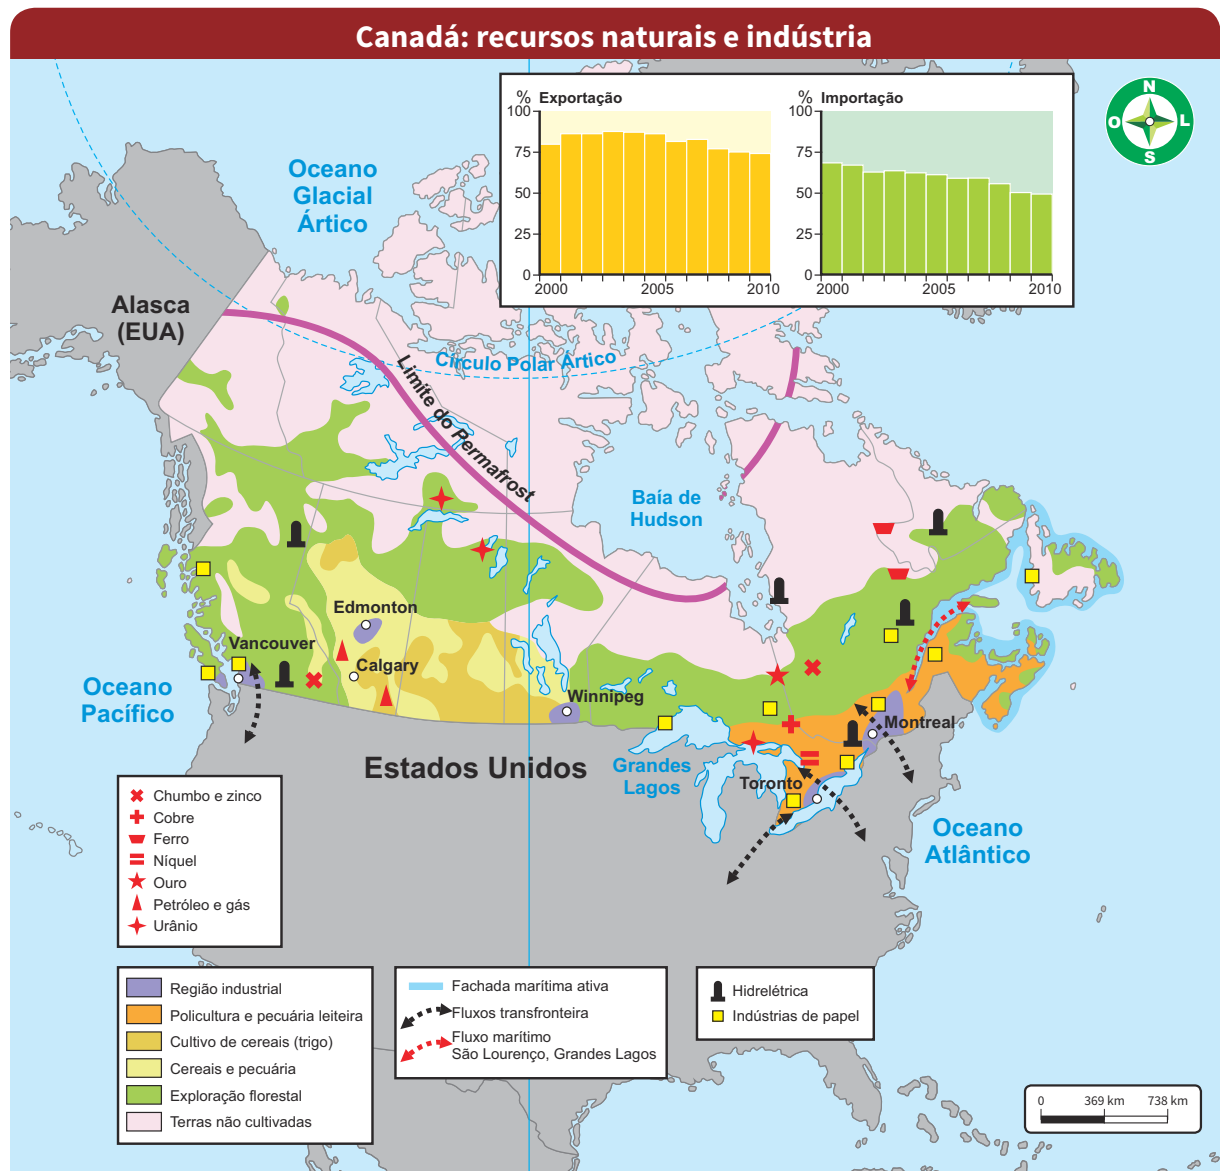 Canadá: recursos naturais e indústria
% Exportação
100
75
50
25
0
2000
2005
2010
% Importação
100
75
50
25
0
2000
2005
2010
N
O
L
S
Oceano
Glacial
Ártico
Alasca
(EUA)
Círculo Polar Ártico
Limite do Permafrost
Baía de
Hudson
Edmonton
Vancouver
Calgary
Winnipeg
Oceano
Pacífico
Montreal
Estados Unidos
Grandes
Lagos
Toronto
Oceano
Atlântico
Chumbo e zinco
Cobre
Ferro
Níquel
Ouro
Petróleo e gás
Urânio
Região industrial
Policultura e pecuária leiteira
Cultivo de cereais (trigo)
Cereais e pecuária
Exploração florestal
Terras não cultivadas
Fachada marítima ativa
Fluxos transfronteira
Fluxo marítimo
São Lourenço, Grandes Lagos
Hidrelétrica
Indústrias de papel
0 369 km 738 km